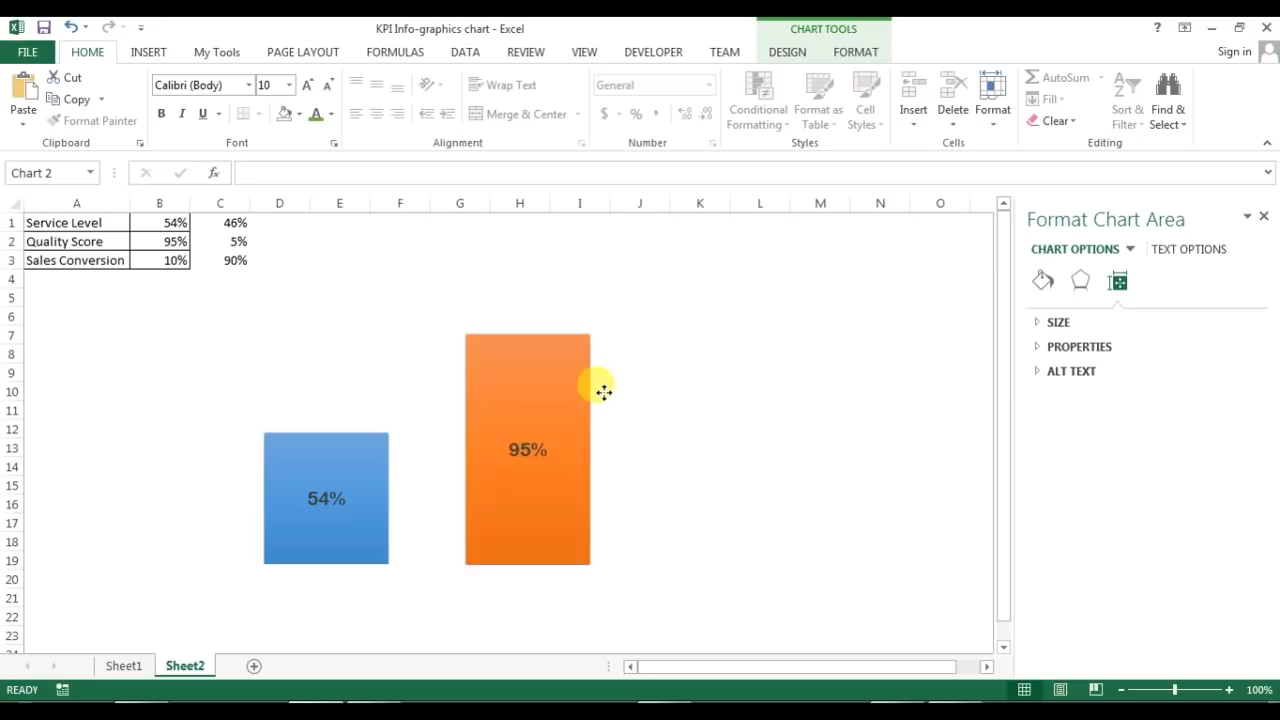 KPI Info-graphics chart - Excel
CHART TOOLS
?
FILE
HOME
INSERT
My Tools
PAGE LAYOUT
FORMULAS
DATA
REVIEW
VIEW
DEVELOPER
TEAM
DESIGN
FORMAT
Sign in
Paste
Cut
Copy
Format Painter
Clipboard
Calibri (Body)
10
B I U
Font
Wrap Text
Merge & Center
Alignment
General
$ % ,
Number
Conditional Formatting
Format as Table
Cell Styles
Styles
Insert
Delete
Format
Cells
AutoSum
Fill
Clear
Sort & Filter
Find & Select
Editing
Chart 2
fx
A B C D E F G H I J K L M N O
1 Service Level 54% 46%
2 Quality Score 95% 5%
3 Sales Conversion 10% 90%
4
5
6
7
8
9
10
11
12
13
14
15
16
17
18
19
20
21
22
23
54%
95%
Format Chart Area
CHART OPTIONS
TEXT OPTIONS
SIZE
PROPERTIES
ALT TEXT
Sheet1
Sheet2
READY
100%